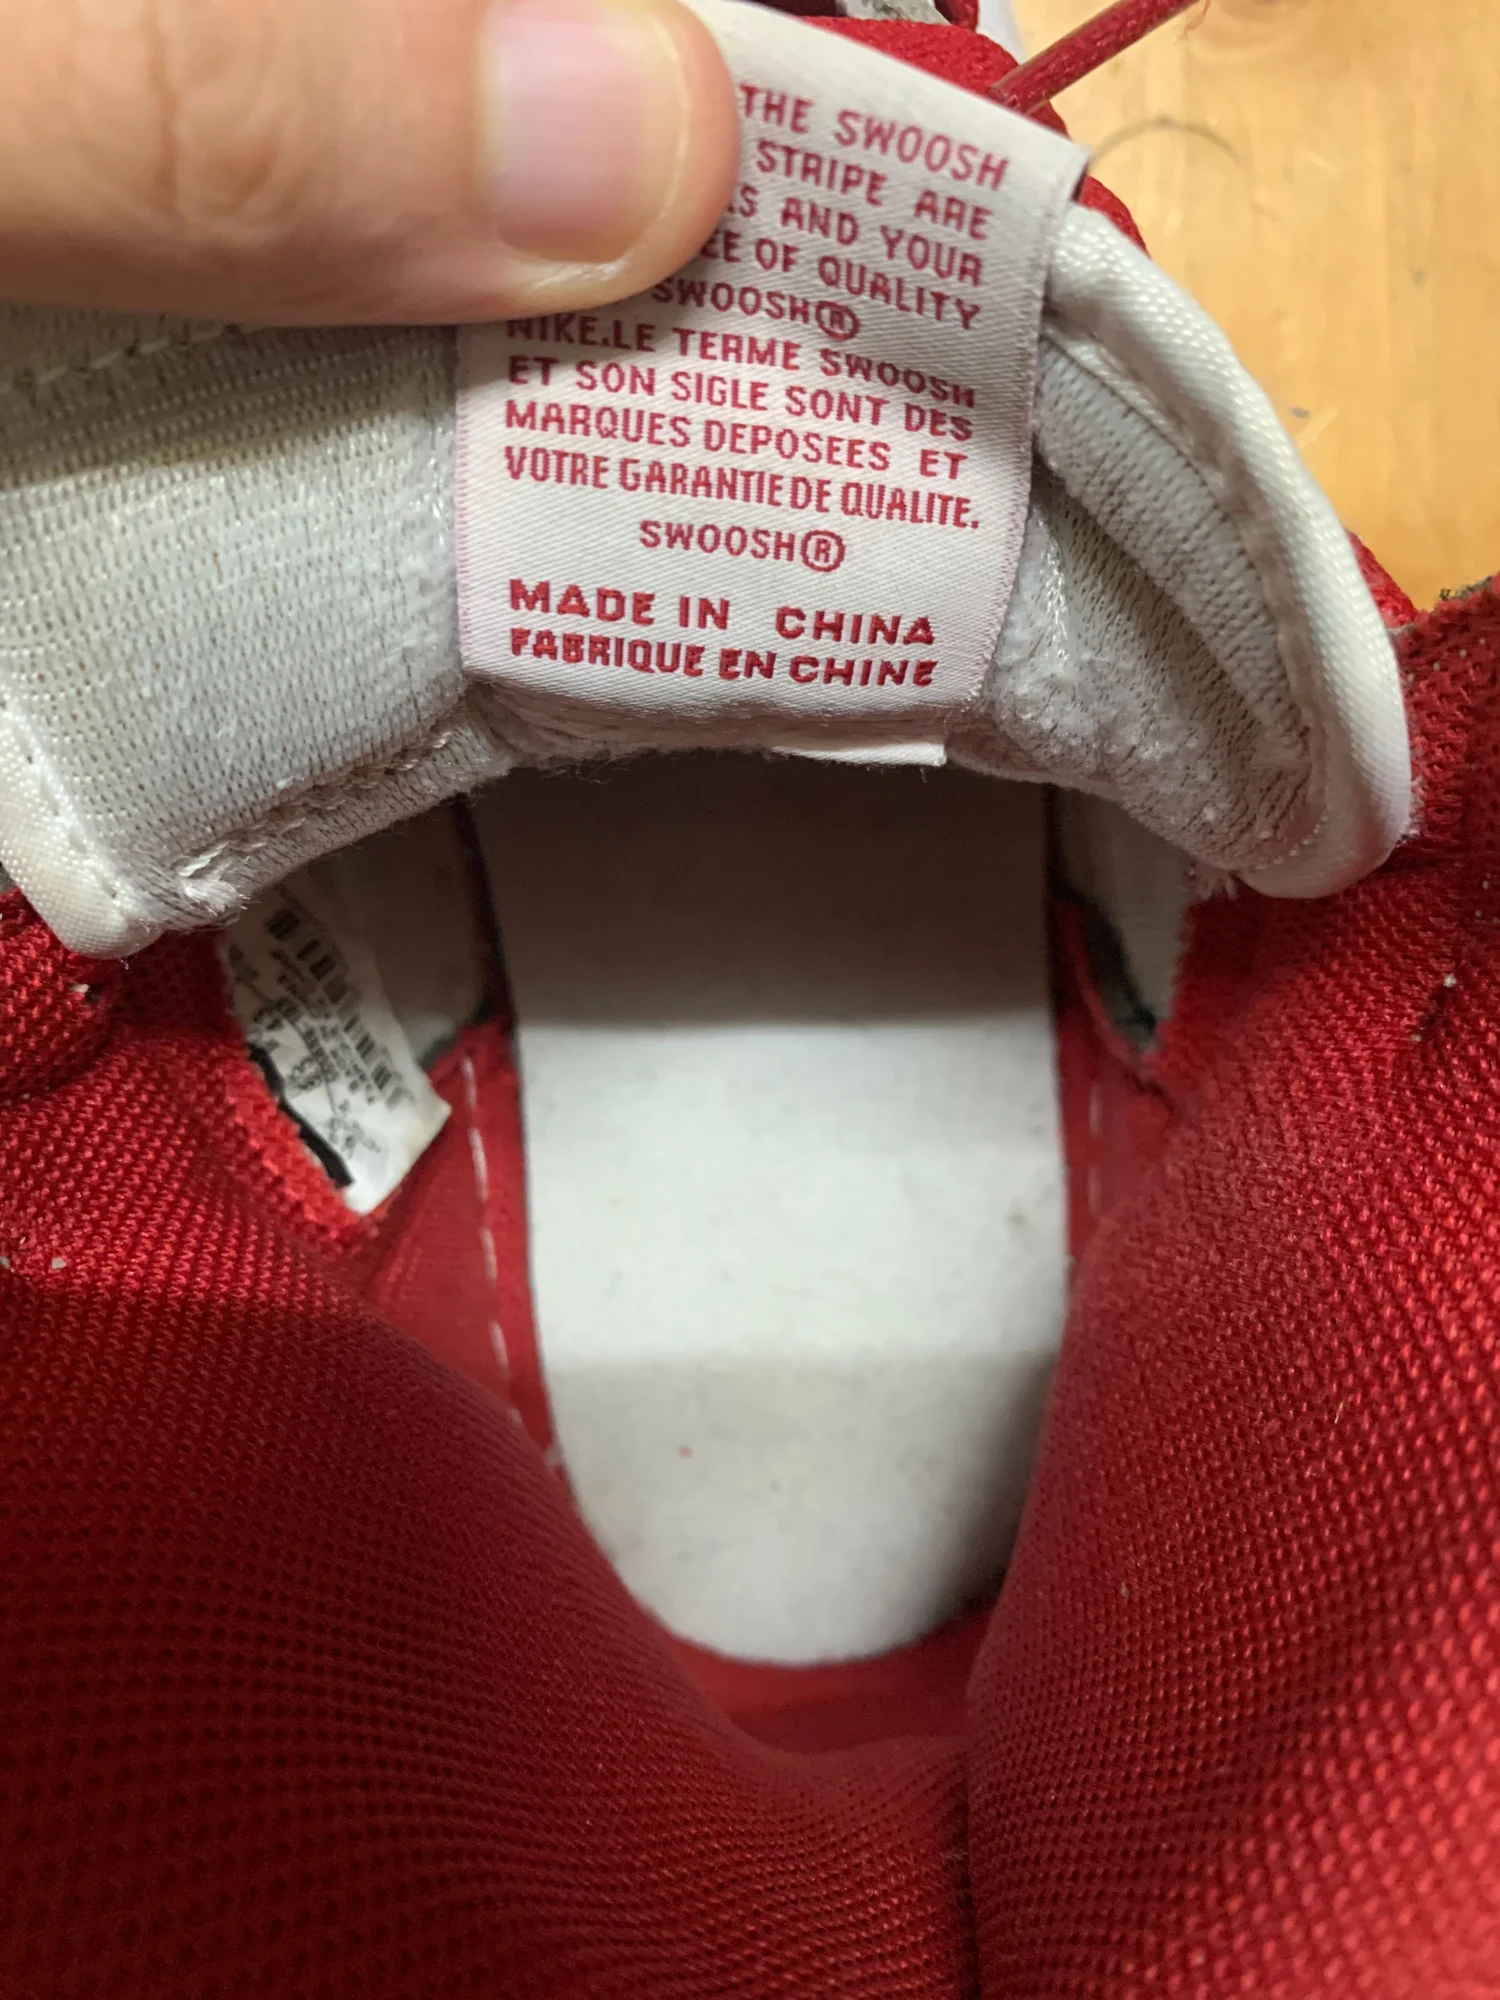 THE SWOOSH
STRIPE ARE
AND YOUR
OF QUALITY
SWOOSH®
NIKE.LE TERME SWOOSH
ET SON SIGLE SONT DES
MARQUES DEPOSEES ET
VOTRE GARANTIE DE QUALITE.
SWOOSH®
MADE IN CHINA
FABRIQUE EN CHINE